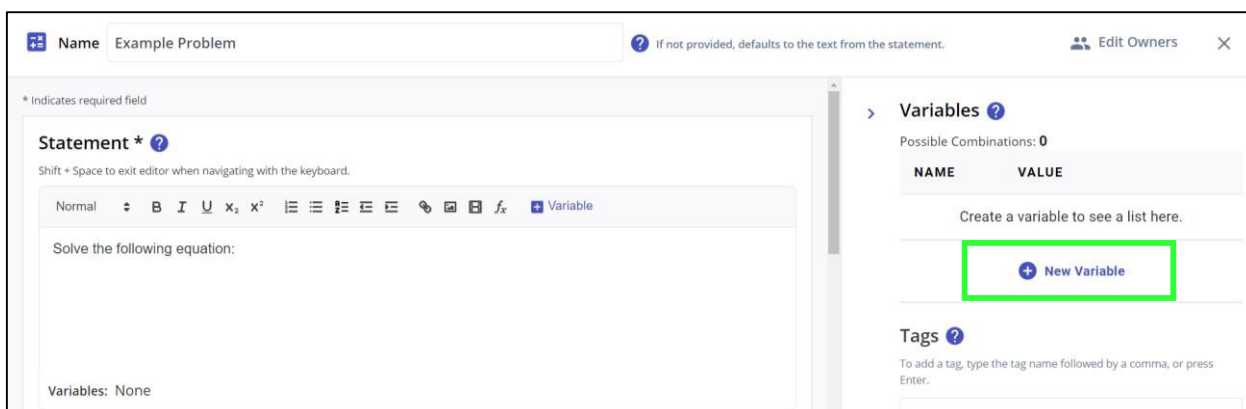 Name Example Problem If not provided, defaults to the text from the statement. Edit Owners
* Indicates required field
Statement *
Shift + Space to exit editor when navigating with the keyboard.
Normal B I U x₂ x² fx Variable
Solve the following equation:
Variables: None
Variables
Possible Combinations: 0
NAME VALUE
Create a variable to see a list here.
New Variable
Tags
To add a tag, type the tag name followed by a comma, or press
Enter.